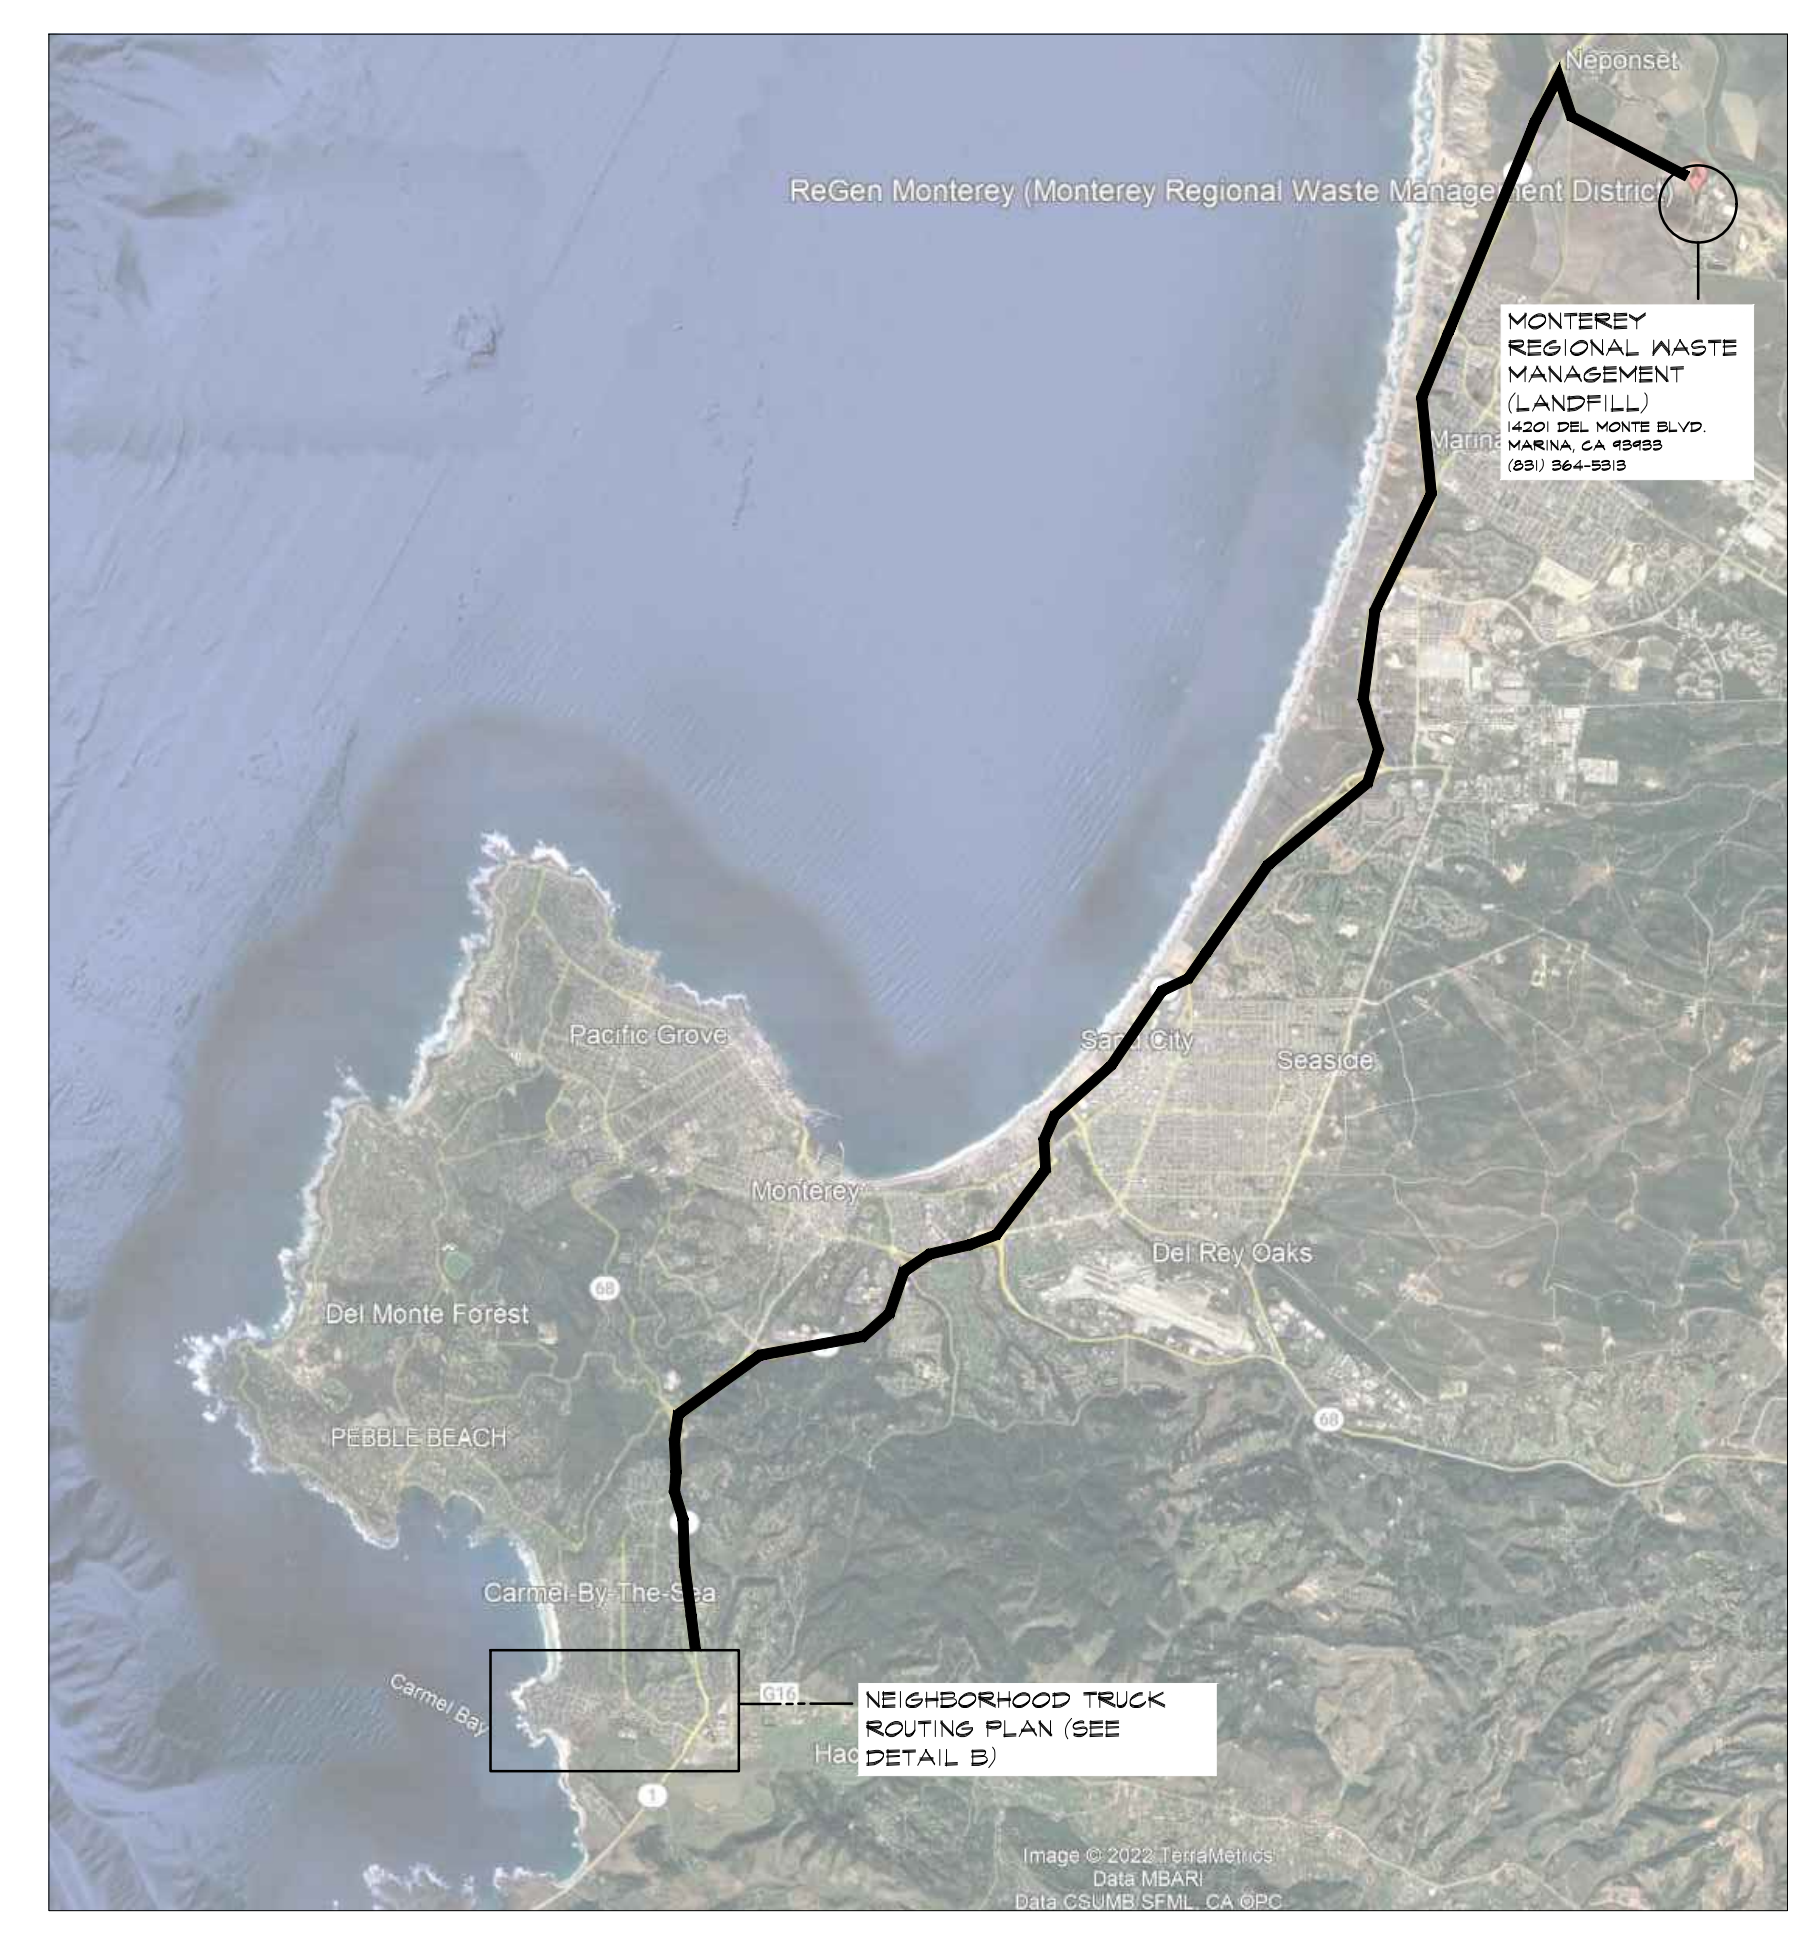 Neponset
ReGen Monterey (Monterey Regional Waste Management District)
MONTEREY
REGIONAL WASTE
MANAGEMENT
(LANDFILL)
14201 DEL MONTE BLVD.
MARINA, CA 93933
(831) 364-5313
Marina
Pacific Grove
Sand City
Seaside
Monterey
Del Rey Oaks
68
Del Monte Forest
68
PEBBLE BEACH
Carmel-By-The-Sea
Carmel Bay
G16
NEIGHBORHOOD TRUCK
ROUTING PLAN (SEE
DETAIL B)
1
Image © 2022 TerraMetrics
Data MBARI
Data CSUMB SFML, CA OPC